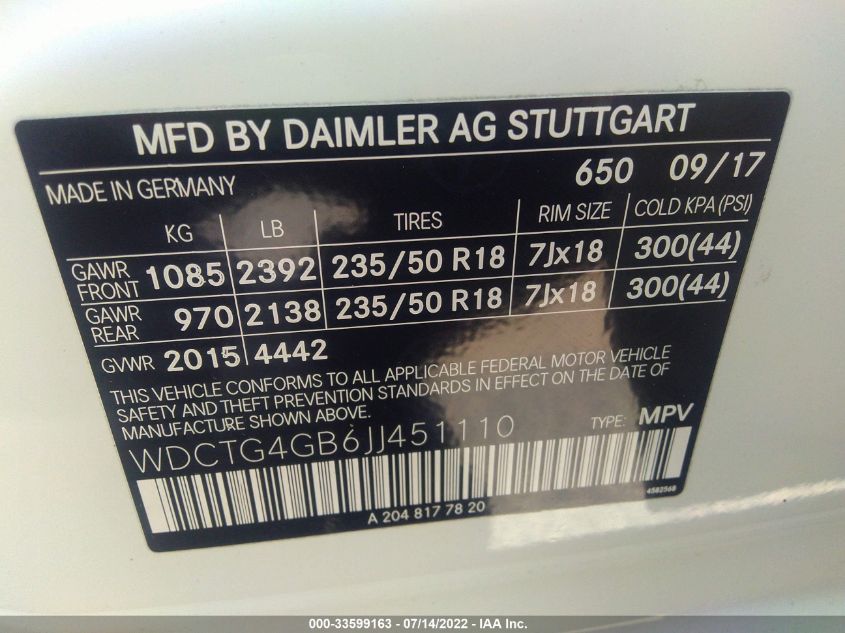 MFD BY DAIMLER AG STUTTGART
MADE IN GERMANY 650 09/17
KG LB TIRES RIM SIZE COLD KPA (PSI)
GAWR FRONT 1085 2392 235/50 R18 7Jx18 300(44)
GAWR REAR 970 2138 235/50 R18 7Jx18 300(44)
GVWR 2015 4442
THIS VEHICLE CONFORMS TO ALL APPLICABLE FEDERAL MOTOR VEHICLE
SAFETY AND THEFT PREVENTION STANDARDS IN EFFECT ON THE DATE OF
MANUFACTURE SHOWN ABOVE.
WDCTG4GB6JJ451110 TYPE: MPV
4582568
A 204 817 78 20
000-33599163 - 07/14/2022 - IAA Inc.